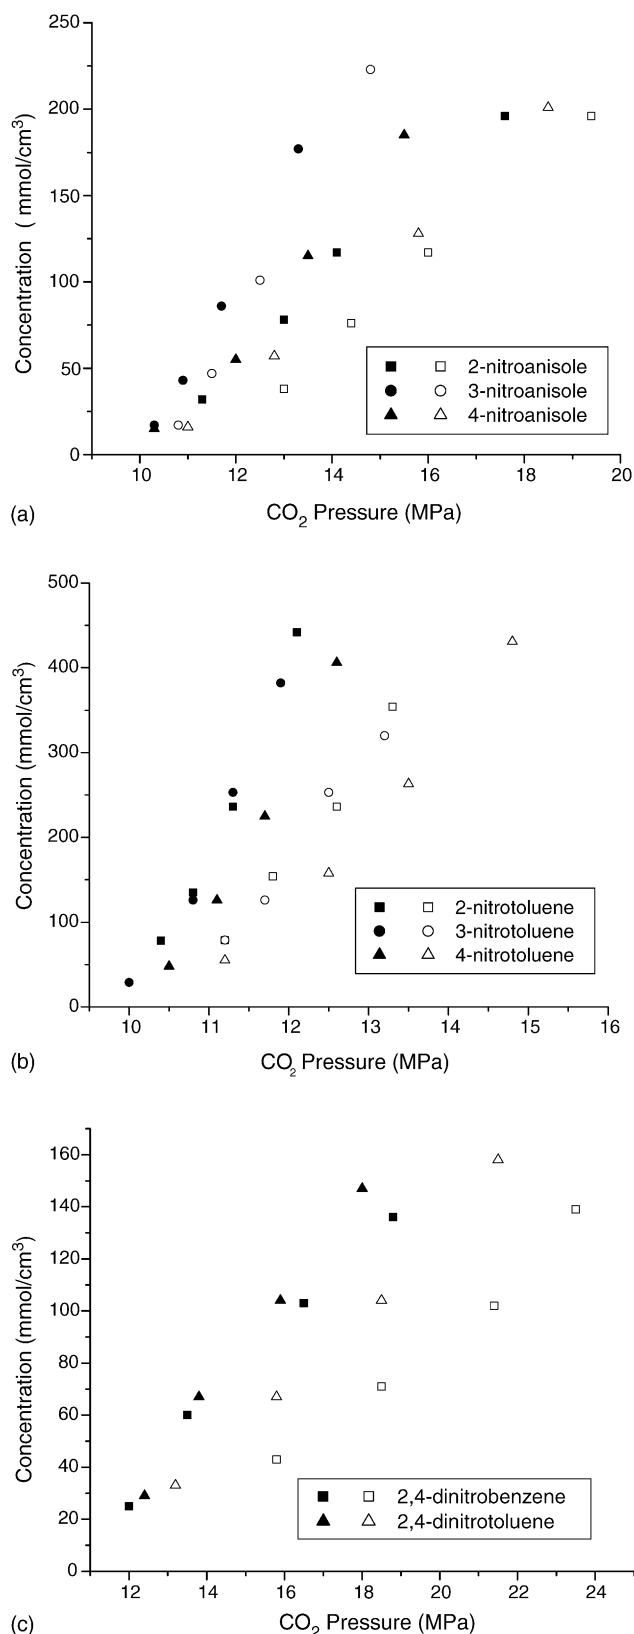 250
200
150
100
50
0
Concentration ( mmol/cm3)
2-nitroanisole
3-nitroanisole
4-nitroanisole
10 12 14 16 18 20
(a)
CO2 Pressure (MPa)
500
400
300
200
100
0
Concentration (mmol/cm3)
2-nitrotoluene
3-nitrotoluene
4-nitrotoluene
10 11 12 13 14 15 16
(b)
CO2 Pressure (MPa)
160
140
120
100
80
60
40
20
0
Concentration (mmol/cm3)
2,4-dinitrobenzene
2,4-dinitrotoluene
12 14 16 18 20 22 24
(c)
CO2 Pressure (MPa)